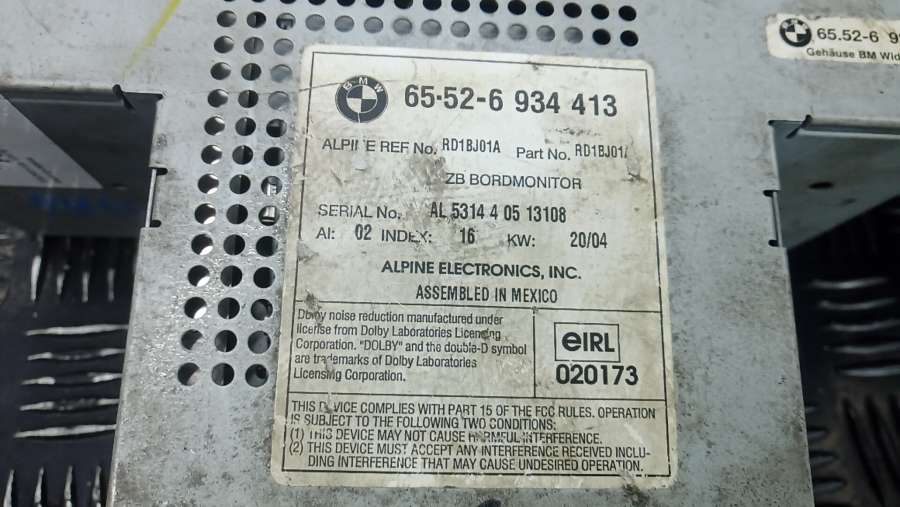 BMW
65·52-6 934 413
ALPINE REF No. RD1BJ01A Part No. RD1BJ01
ZB BORDMONITOR
SERIAL No. AL 5314 4 05 13108
AI: 02 INDEX: 16 KW: 20/04
ALPINE ELECTRONICS, INC.
ASSEMBLED IN MEXICO
Dolby noise reduction manufactured under
license from Dolby Laboratories Licensing
Corporation. "DOLBY" and the double-D symbol
are trademarks of Dolby Laboratories
Licensing Corporation.
eIRL
020173
THIS DEVICE COMPLIES WITH PART 15 OF THE FCC RULES. OPERATION
IS SUBJECT TO THE FOLLOWING TWO CONDITIONS:
(1) THIS DEVICE MAY NOT CAUSE HARMFUL INTERFERENCE.
(2) THIS DEVICE MUST ACCEPT ANY INTERFERENCE RECEIVED INCLU-
DING INTERFERENCE THAT MAY CAUSE UNDESIRED OPERATION.
65.52-6 9
Gehäuse BM Wid